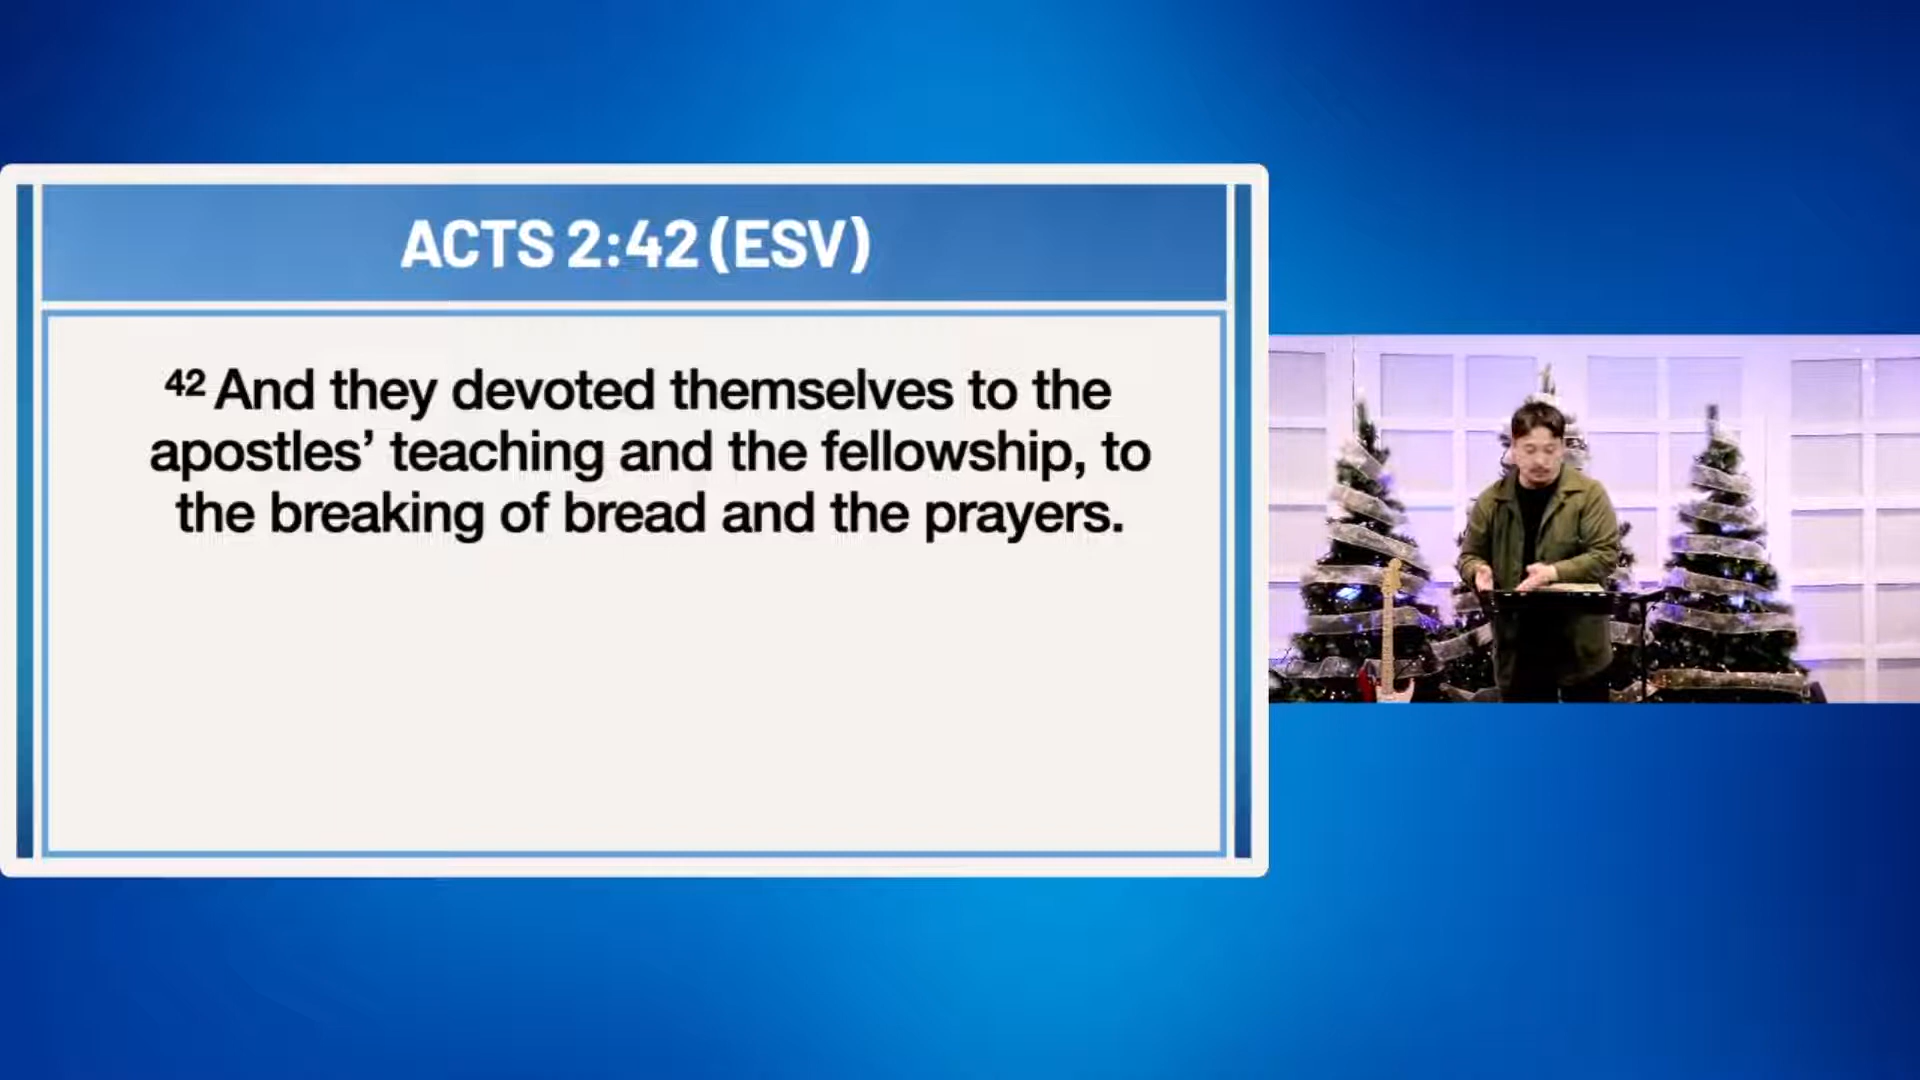 ACTS 2:42 (ESV)
42 And they devoted themselves to the
apostles’ teaching and the fellowship, to
the breaking of bread and the prayers.